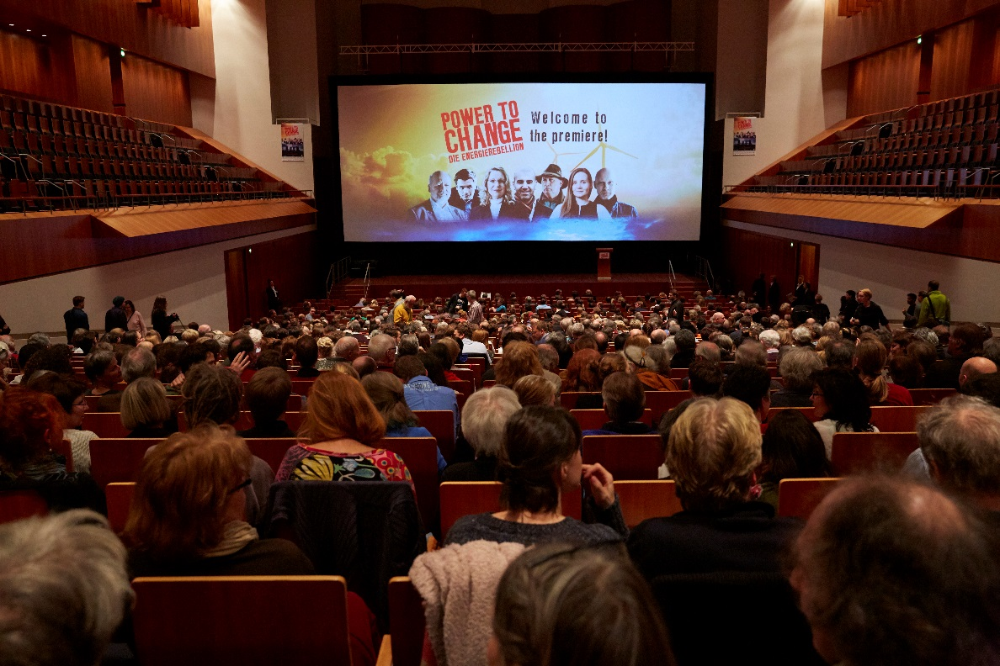 POWER TO
CHANGE
DIE ENERGIEREBELLION
Welcome to
the premiere!